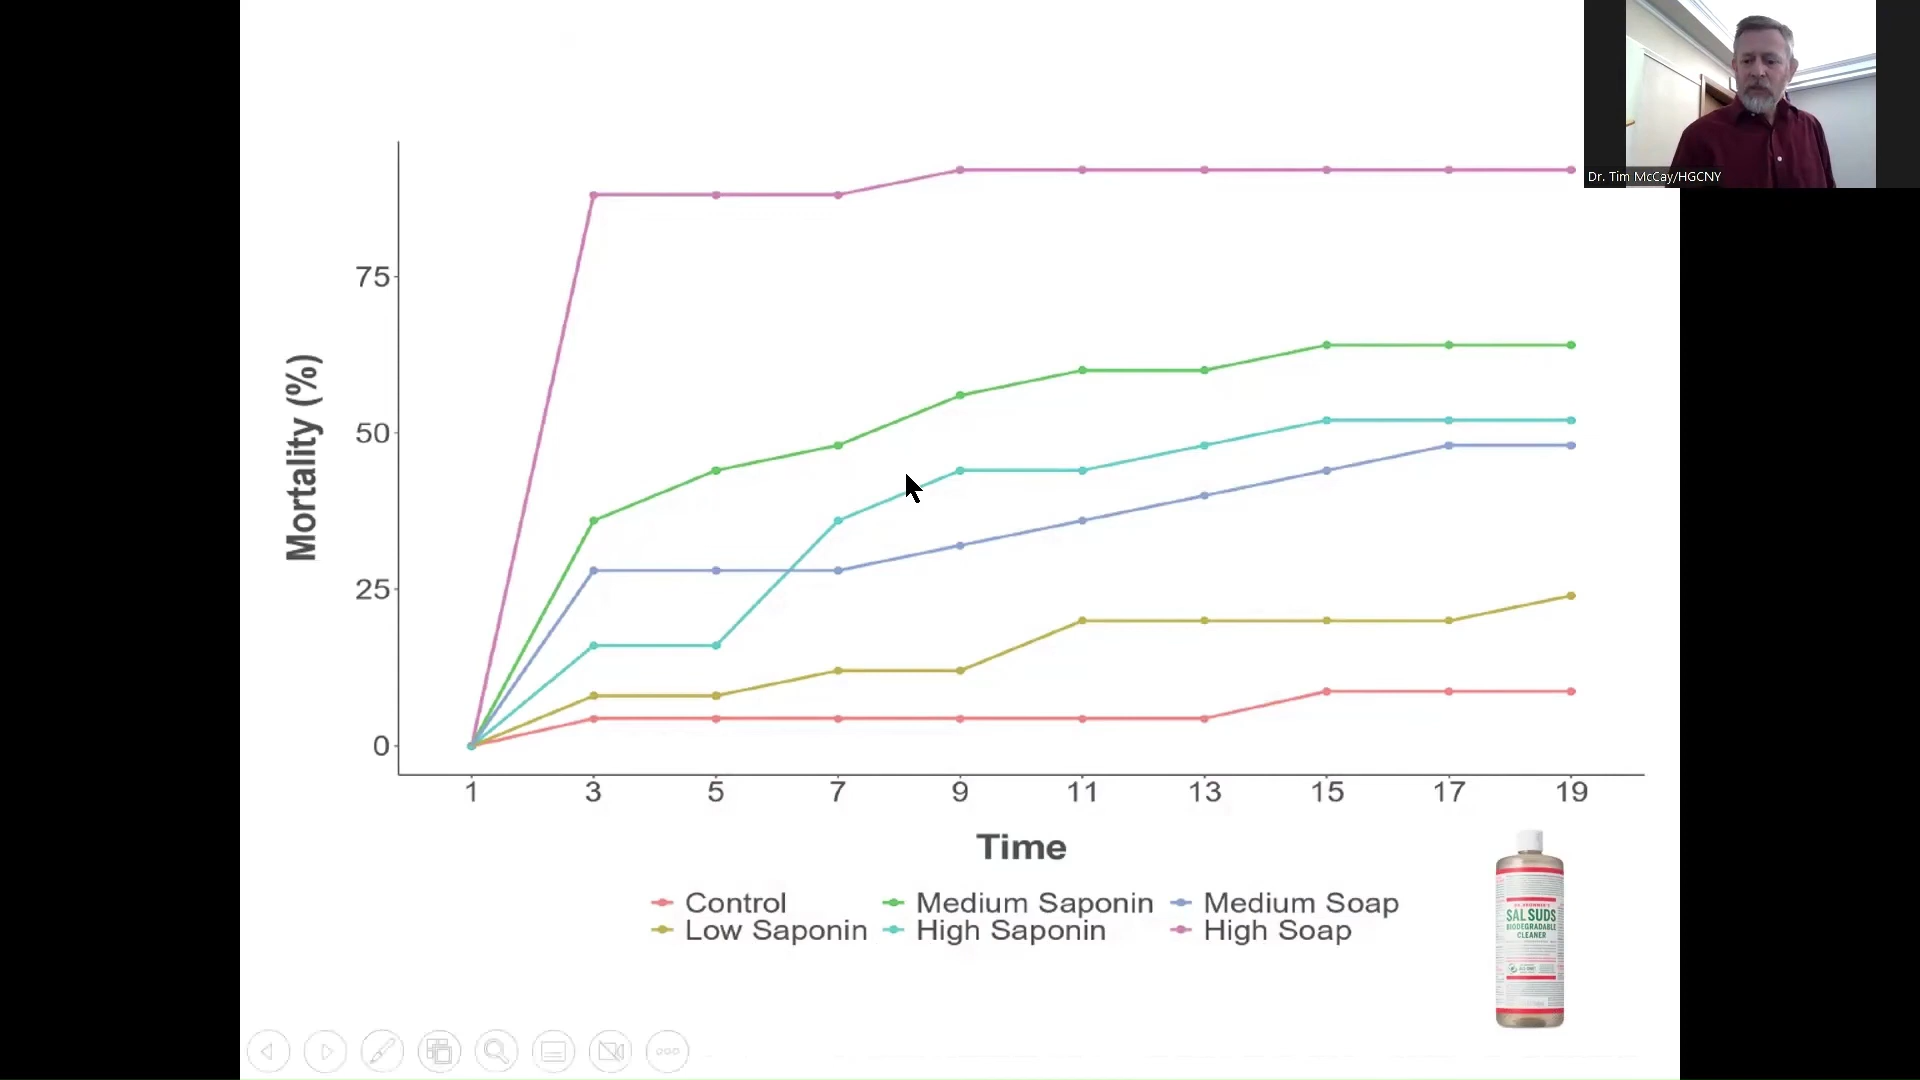 Dr. Tim McCay/HGCNY
Mortality (%)
75
50
25
0
1 3 5 7 9 11 13 15 17 19
Time
Control Medium Saponin Medium Soap
Low Saponin High Saponin High Soap
SAL SUDS
BIODEGRADABLE
CLEANER